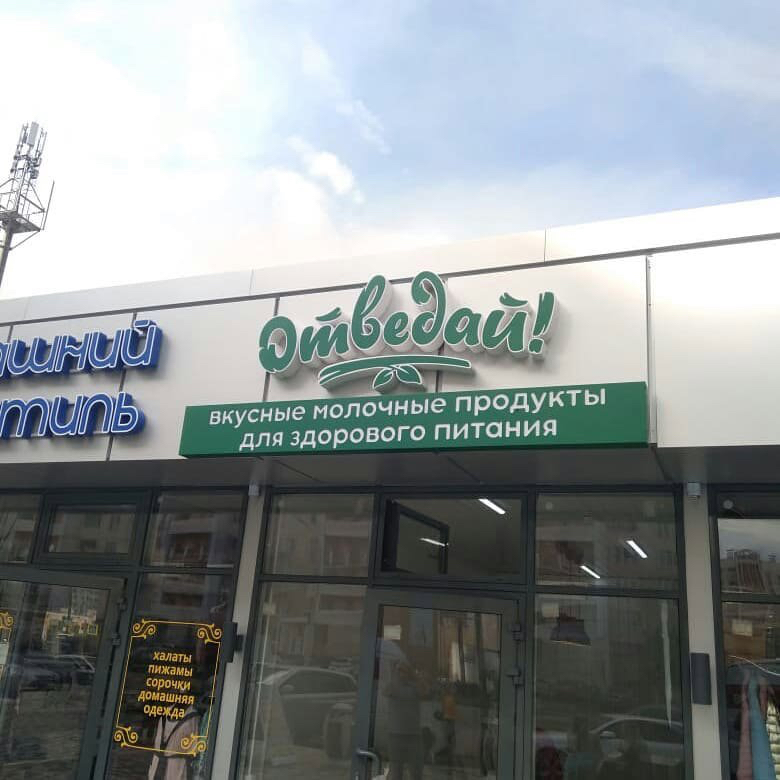 Отведай!
вкусные молочные продукты
для здорового питания
халаты
пижамы
сорочки
домашняя
одежда